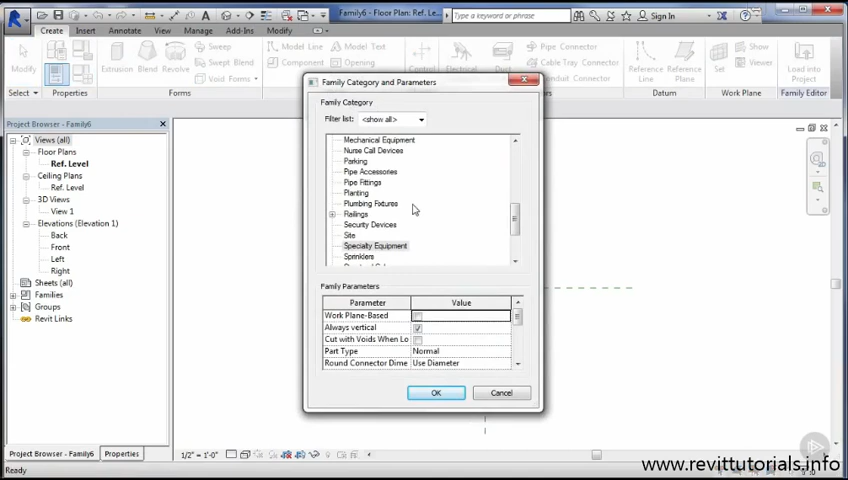 Family6 - Floor Plan: Ref. Le...
Type a keyword or phrase
Sign In
Create
Insert
Annotate
View
Manage
Add-Ins
Modify
Modify
Select
Properties
Extrusion
Blend
Revolve
Sweep
Swept Blend
Void Forms
Forms
Model Line
Component
Model Text
Opening
Electrical
Duct
Pipe Connector
Cable Tray Connector
Conduit Connector
Reference
Line
Reference
Plane
Datum
Set
Show
Viewer
Work Plane
Load into
Project
Family Editor
Project Browser - Family6
Views (all)
Floor Plans
Ref. Level
Ceiling Plans
Ref. Level
3D Views
View 1
Elevations (Elevation 1)
Back
Front
Left
Right
Sheets (all)
Families
Groups
Revit Links
Family Category and Parameters
Family Category
Filter list:
<show all>
Mechanical Equipment
Nurse Call Devices
Parking
Pipe Accessories
Pipe Fittings
Planting
Plumbing Fixtures
Railings
Security Devices
Site
Specialty Equipment
Sprinklers
Family Parameters
Parameter Value
Work Plane-Based
Always vertical
Cut with Voids When Lo
Part Type Normal
Round Connector Dime Use Diameter
OK
Cancel
Project Browser - Family6
Properties
1/2" = 1'-0"
www.revittutorials.info
Ready